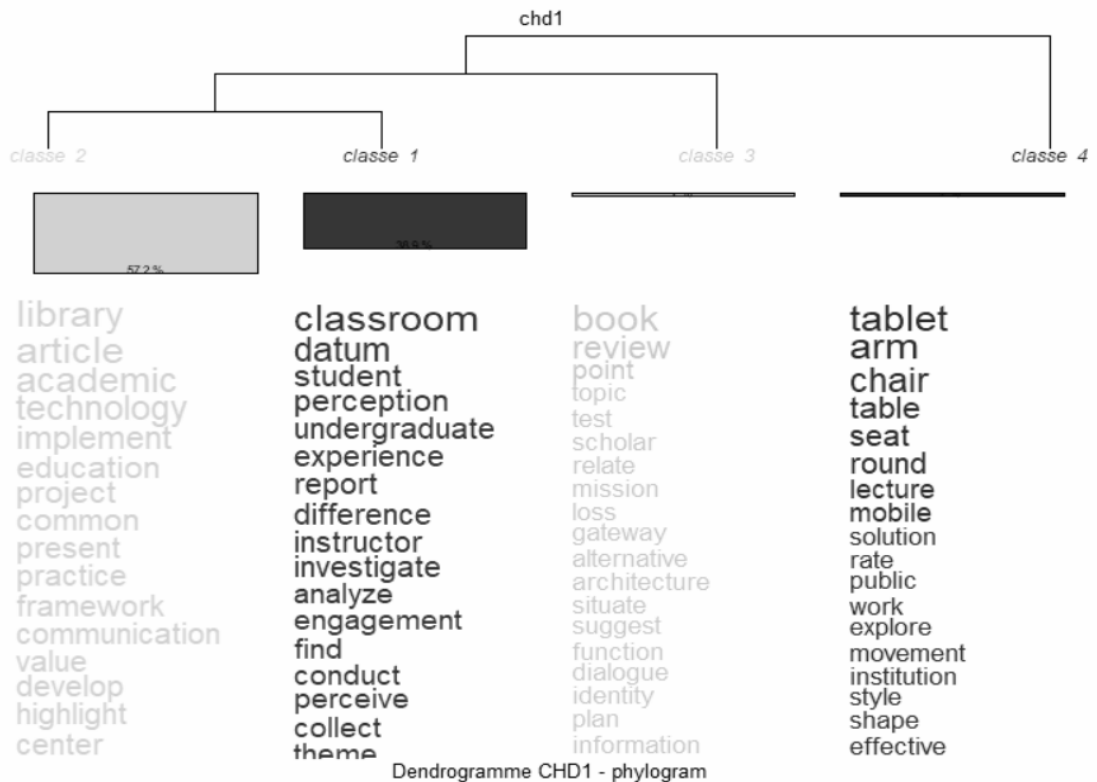 chd1
classe 2
classe 1
classe 3
classe 4
57.2 %
38.9 %
library
article
academic
technology
implement
education
project
common
present
practice
framework
communication
value
develop
highlight
center
classroom
datum
student
perception
undergraduate
experience
report
difference
instructor
investigate
analyze
engagement
find
conduct
perceive
collect
theme
book
review
point
topic
test
scholar
relate
mission
loss
gateway
alternative
architecture
situate
suggest
function
dialogue
identity
plan
information
tablet
arm
chair
table
seat
round
lecture
mobile
solution
rate
public
work
explore
movement
institution
style
shape
effective
Dendrogramme CHD1 - phylogram